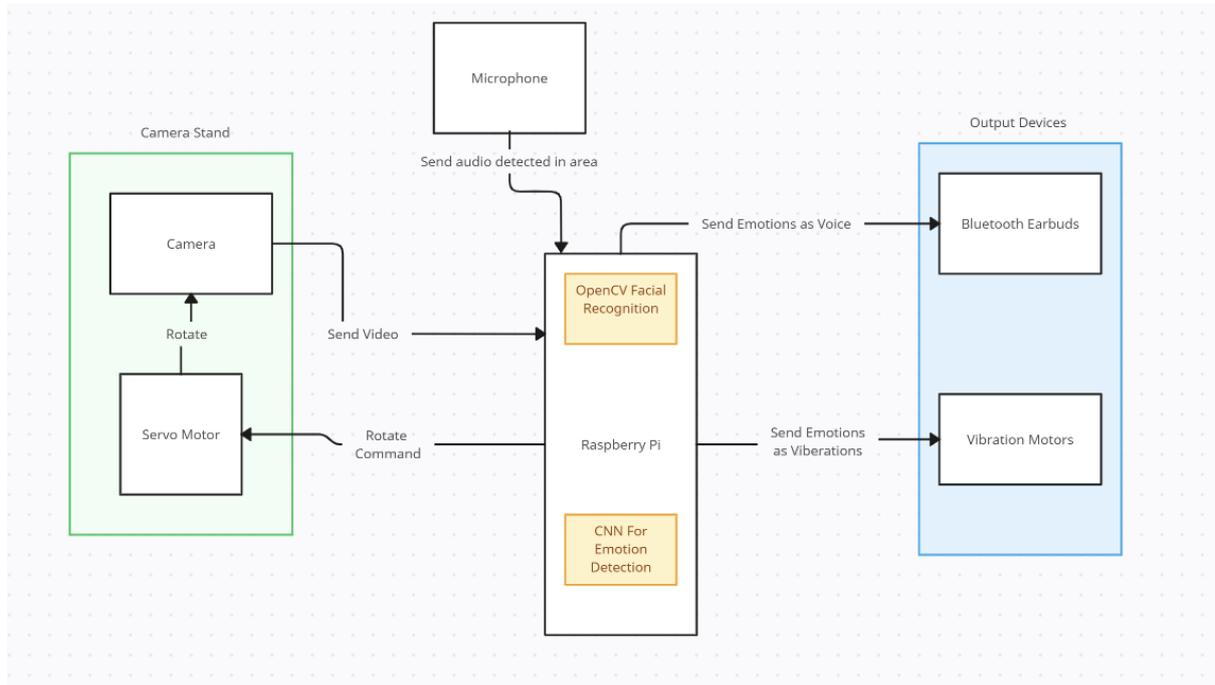 Microphone
Camera Stand
Output Devices
Send audio detected in area
Camera
Send Emotions as Voice
Bluetooth Earbuds
OpenCV Facial
Recognition
Rotate
Send Video
Servo Motor
Rotate
Command
Raspberry Pi
Send Emotions
as Viberations
Vibration Motors
CNN For
Emotion
Detection